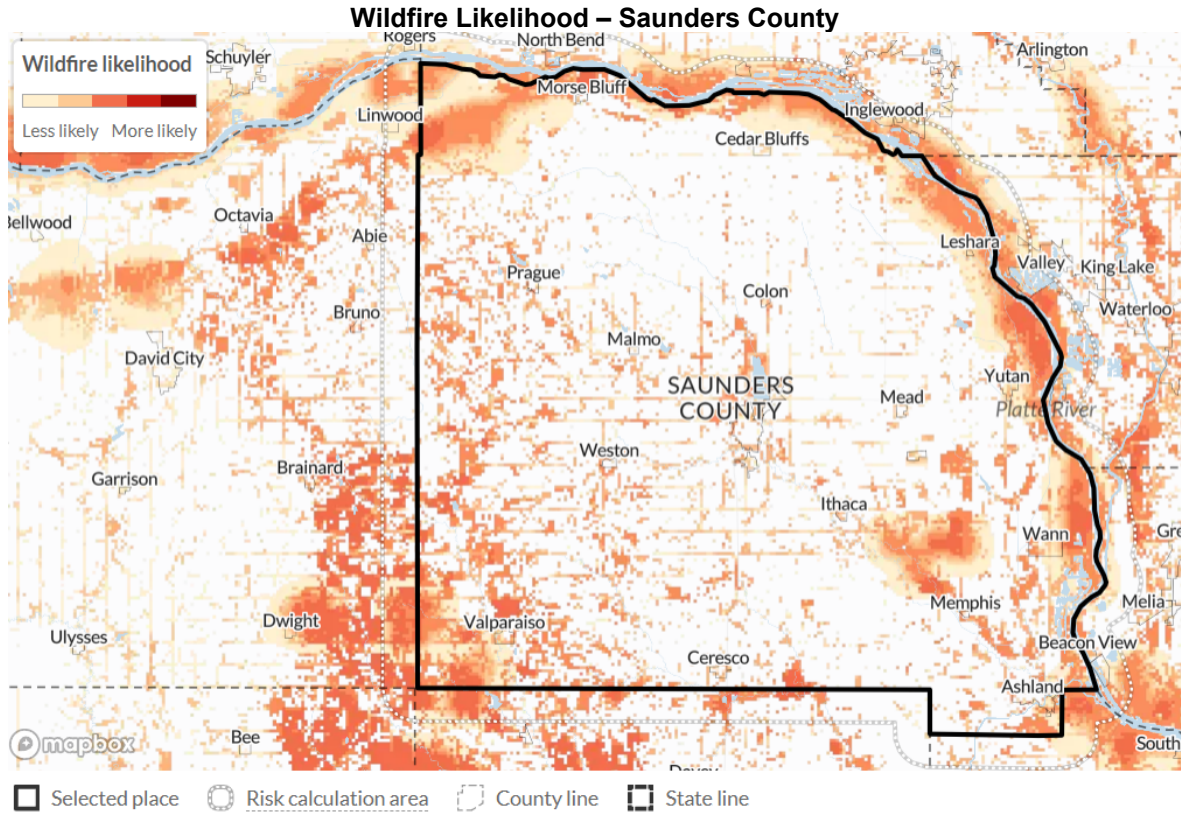 Wildfire Likelihood – Saunders County
Rogers
North Bend
Wildfire likelihood
Schuyler
Arlington
Less likely More likely
Linwood
Morse Bluff
Inglewood
Cedar Bluffs
Bellwood
Octavia
Abie
Leshara
Valley
King Lake
Prague
Colon
Bruno
Waterloo
Malmo
David City
SAUNDERS
COUNTY
Yutan
Mead
Platte River
Weston
Brainard
Garrison
Ithaca
Wann
Gre
Memphis
Melia
Dwight
Valparaiso
Ulysses
Beacon View
Ceresco
Ashland
Bee
mapbox
South
Selected place
Risk calculation area
County line
State line